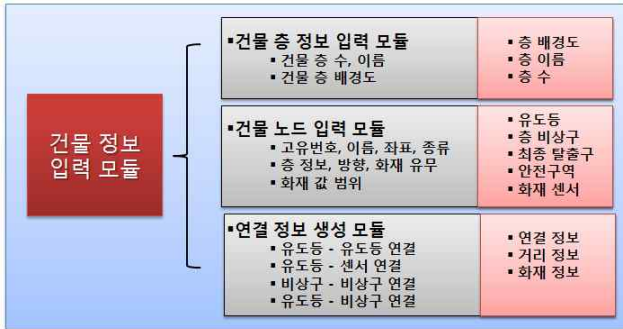 건물 정보
입력 모듈
▪건물 층 정보 입력 모듈
▪ 건물 층 수, 이름
▪ 건물 층 배경도
▪ 층 배경도
▪ 층 이름
▪ 층 수
▪건물 노드 입력 모듈
▪ 고유번호, 이름, 좌표, 종류
▪ 층 정보, 방향, 화재 유무
▪ 화재 값 범위
▪ 유도등
▪ 층 비상구
▪ 최종 탈출구
▪ 안전구역
▪ 화재 센서
▪연결 정보 생성 모듈
▪ 유도등 - 유도등 연결
▪ 유도등 - 센서 연결
▪ 비상구 - 비상구 연결
▪ 유도등 - 비상구 연결
▪ 연결 정보
▪ 거리 정보
▪ 화재 정보